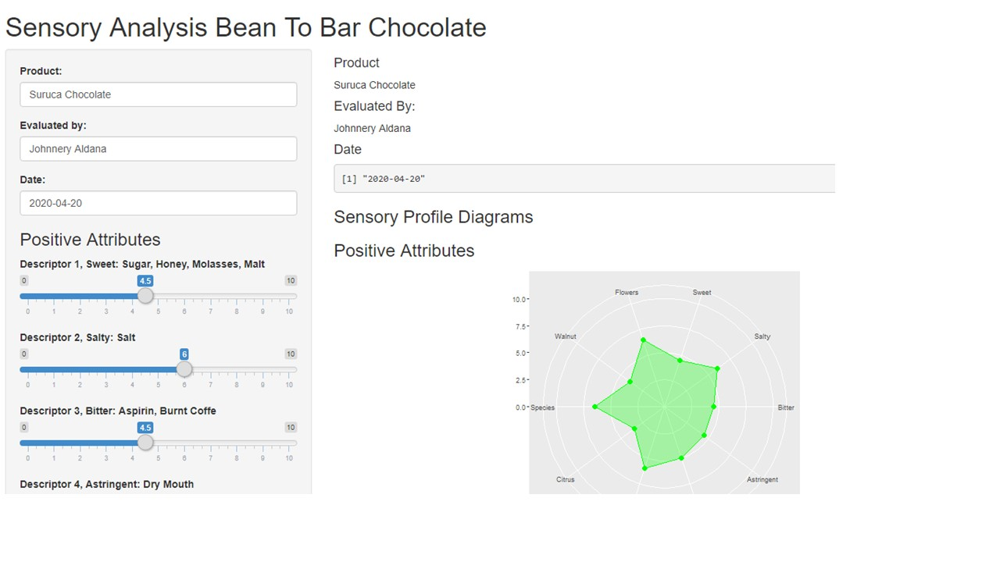 Sensory Analysis Bean To Bar Chocolate
Product:
Suruca Chocolate
Evaluated by:
Johnnery Aldana
Date:
2020-04-20
Positive Attributes
Descriptor 1, Sweet: Sugar, Honey, Molasses, Malt
0 4.5 10
0 1 2 3 4 5 6 7 8 9 10
Descriptor 2, Salty: Salt
0 6 10
0 1 2 3 4 5 6 7 8 9 10
Descriptor 3, Bitter: Aspirin, Burnt Coffe
0 4.5 10
0 1 2 3 4 5 6 7 8 9 10
Descriptor 4, Astringent: Dry Mouth
Product
Suruca Chocolate
Evaluated By:
Johnnery Aldana
Date
[1] "2020-04-20"
Sensory Profile Diagrams
Positive Attributes
Flowers Sweet
10.0
7.5
Walnut Salty
5.0
2.5
0.0 Species Bitter
Citrus Astringent